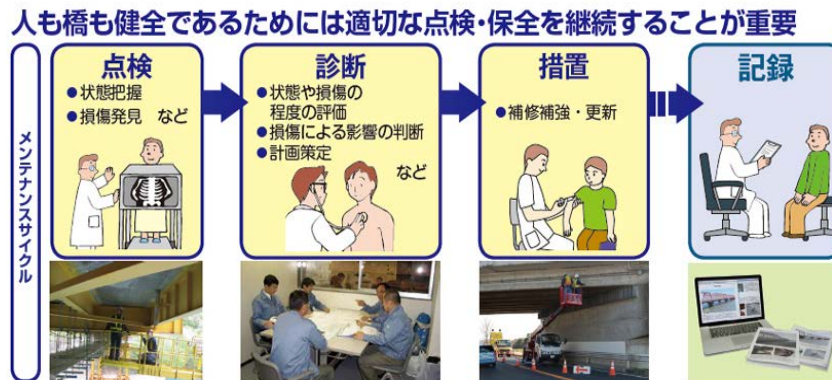 人も橋も健全であるためには適切な点検・保全を継続することが重要
メンテナンスサイクル
点検
●状態把握
●損傷発見 など
診断
●状態や損傷の
程度の評価
●損傷による影響の判断
●計画策定
など
措置
●補修補強・更新
記録